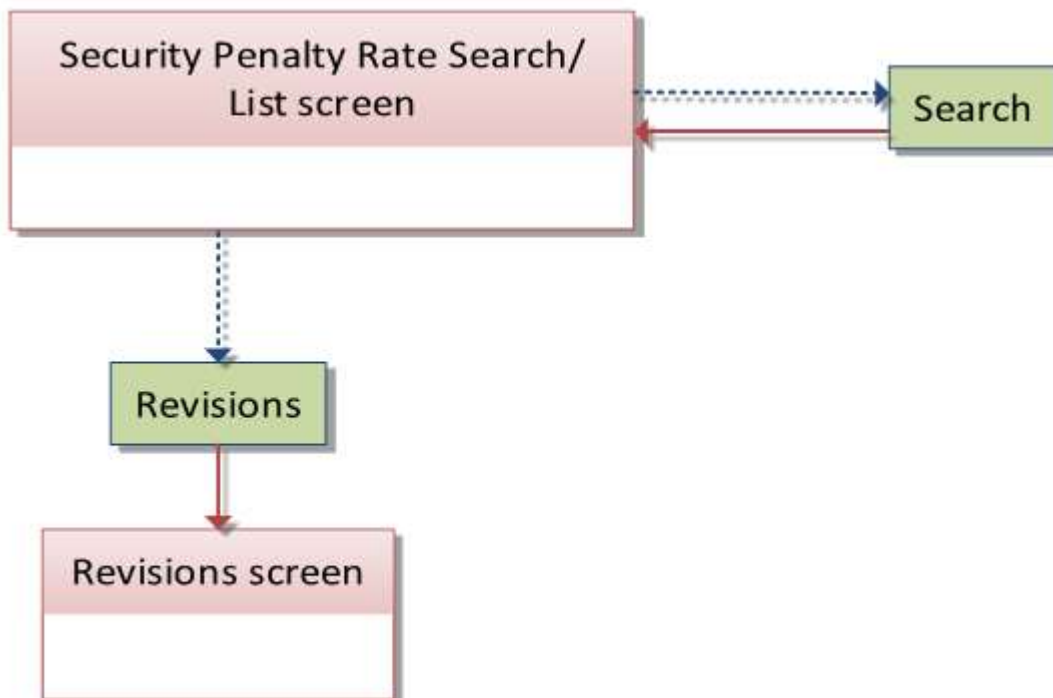 Security Penalty Rate Search/
List screen
Search
Revisions
Revisions screen